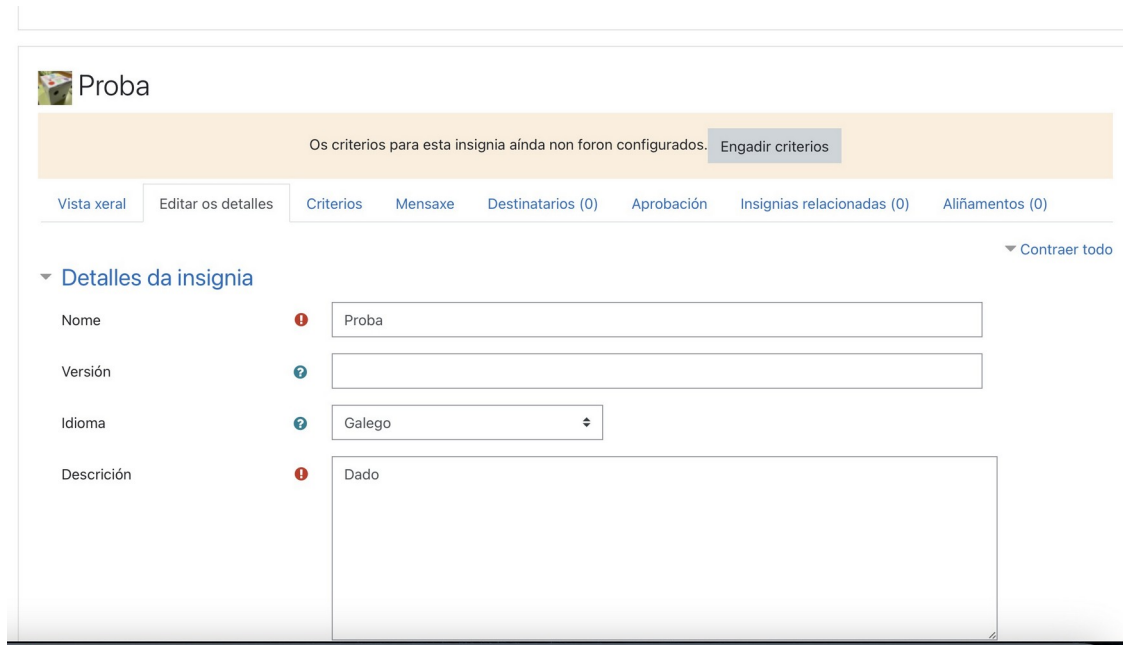 Proba
Os criterios para esta insignia aínda non foron configurados. Engadir criterios
Vista xeral Editar os detalles Criterios Mensaxe Destinatarios (0) Aprobación Insignias relacionadas (0) Aliñamentos (0)
Contraer todo
Detalles da insignia
Nome Proba
Versión
Idioma Galego
Descrición Dado